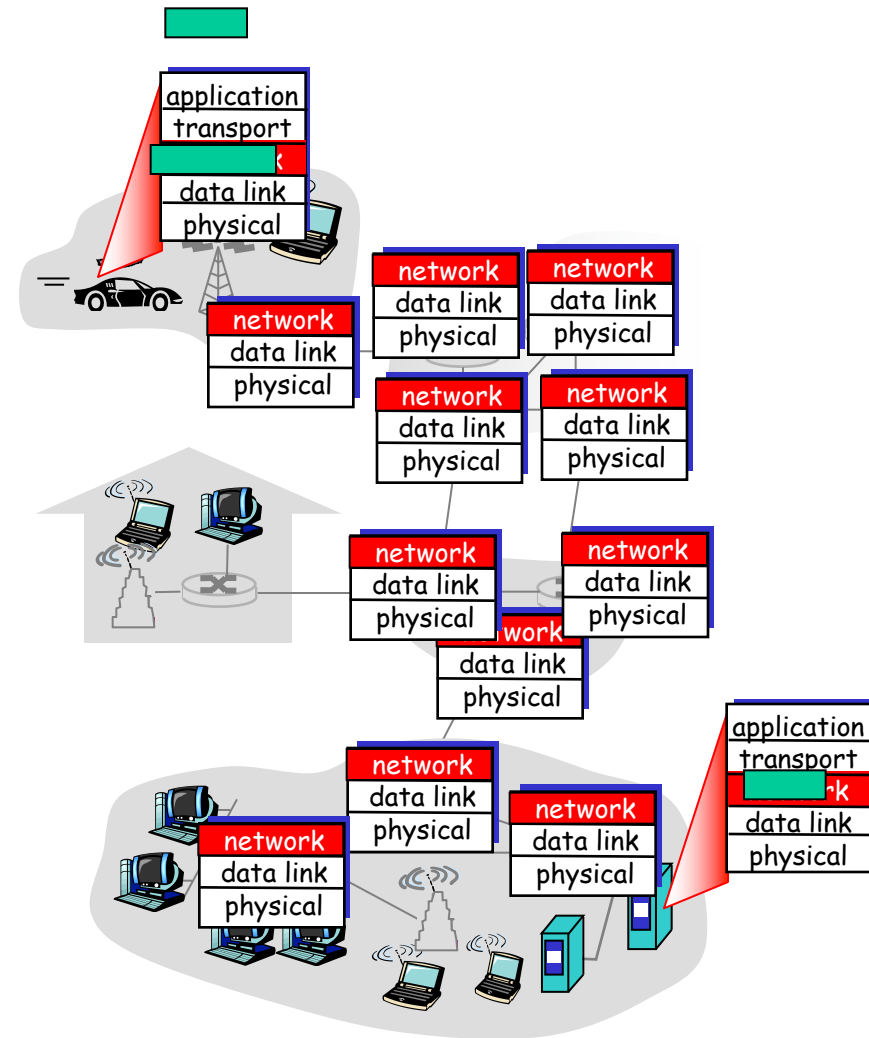 application
transport
data link
physical
network
data link
physical
network
data link
physical
network
data link
physical
network
data link
physical
network
data link
physical
network
data link
physical
network
data link
physical
data link
physical
application
transport
data link
physical
network
data link
physical
network
data link
physical
network
data link
physical